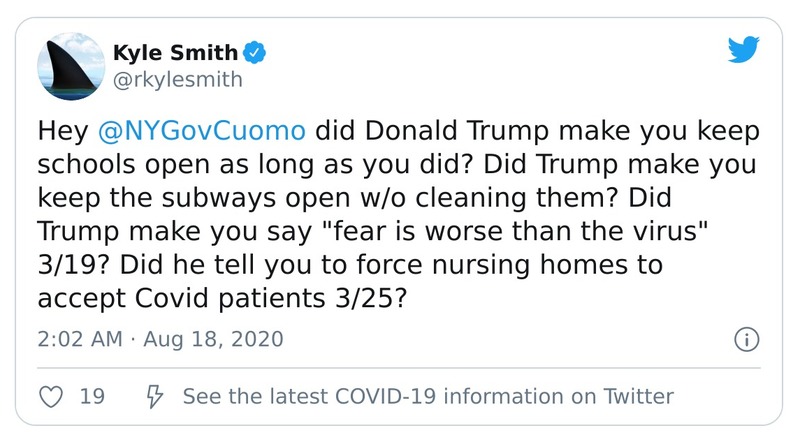 Kyle Smith
@rkylesmith
Hey @NYGovCuomo did Donald Trump make you keep
schools open as long as you did? Did Trump make you
keep the subways open w/o cleaning them? Did
Trump make you say "fear is worse than the virus"
3/19? Did he tell you to force nursing homes to
accept Covid patients 3/25?
2:02 AM · Aug 18, 2020
19 See the latest COVID-19 information on Twitter